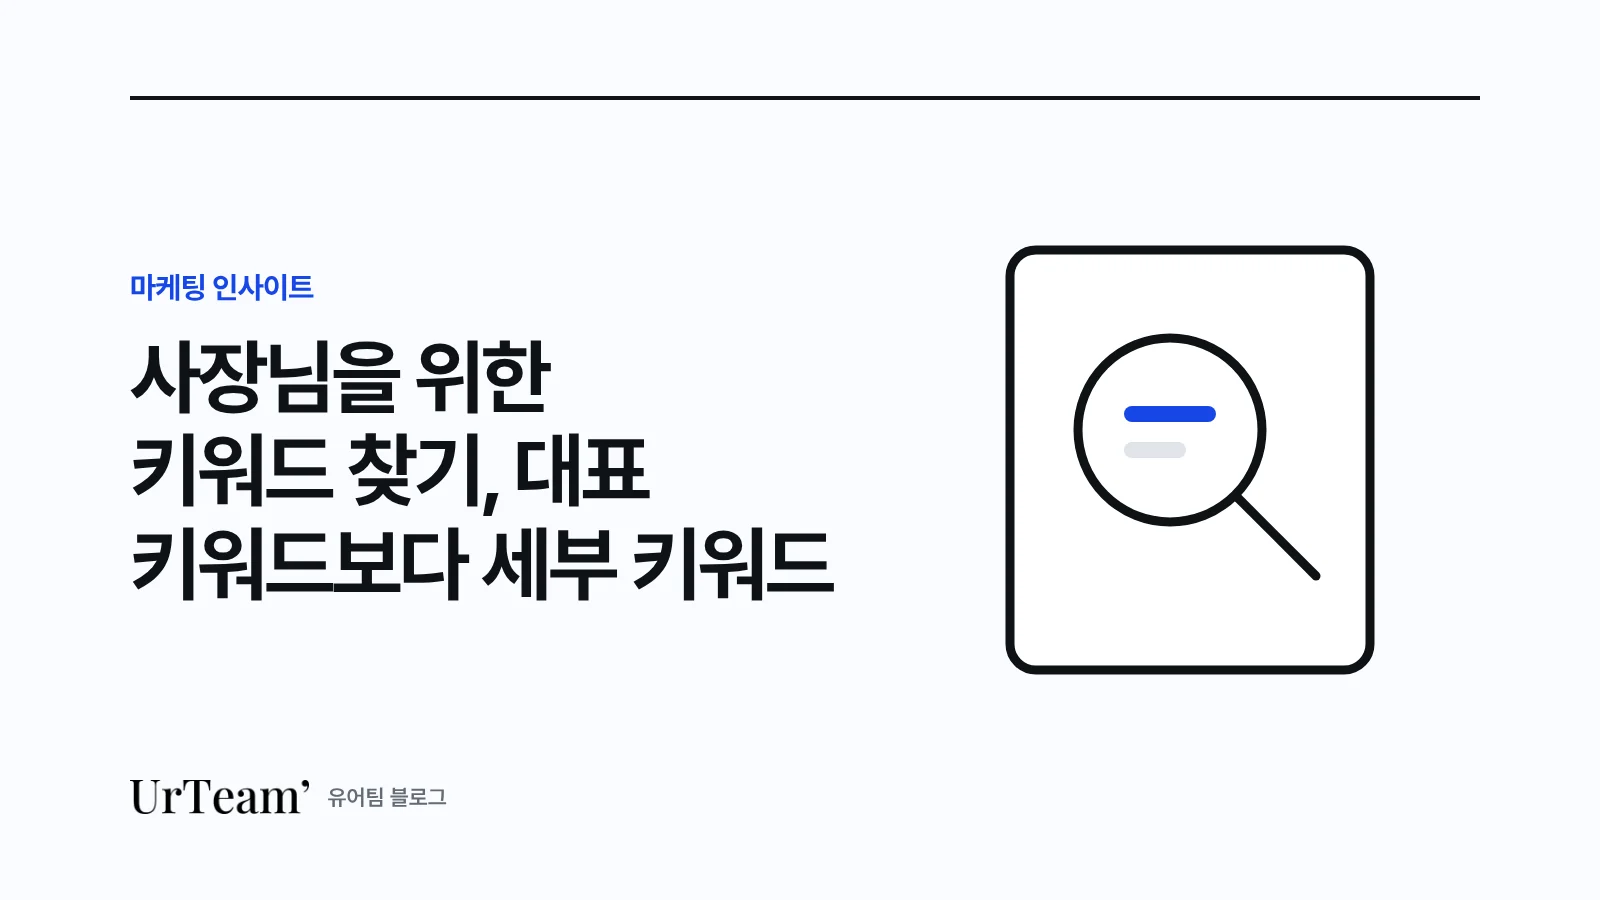 마케팅 인사이트
사장님을 위한
키워드 찾기, 대표
키워드보다 세부 키워드
UrTeam’ 유어팀 블로그